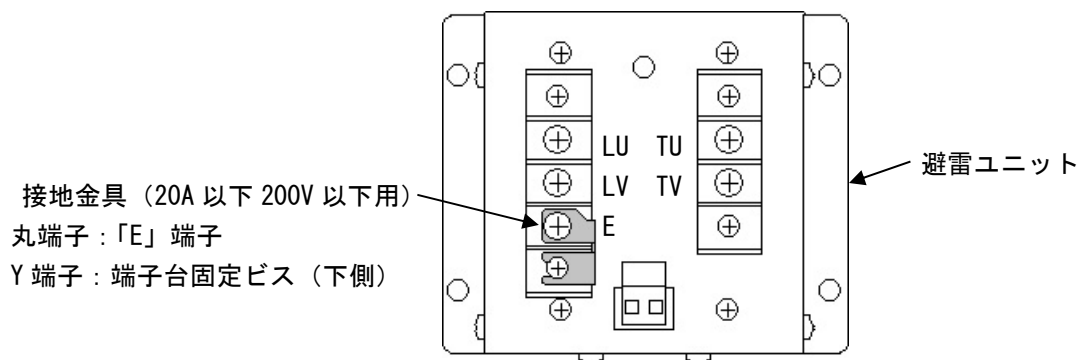 LU TU
LV TV
E
避雷ユニット
接地金具（20A 以下 200V 以下用）
丸端子：「E」端子
Y 端子：端子台固定ビス（下側）